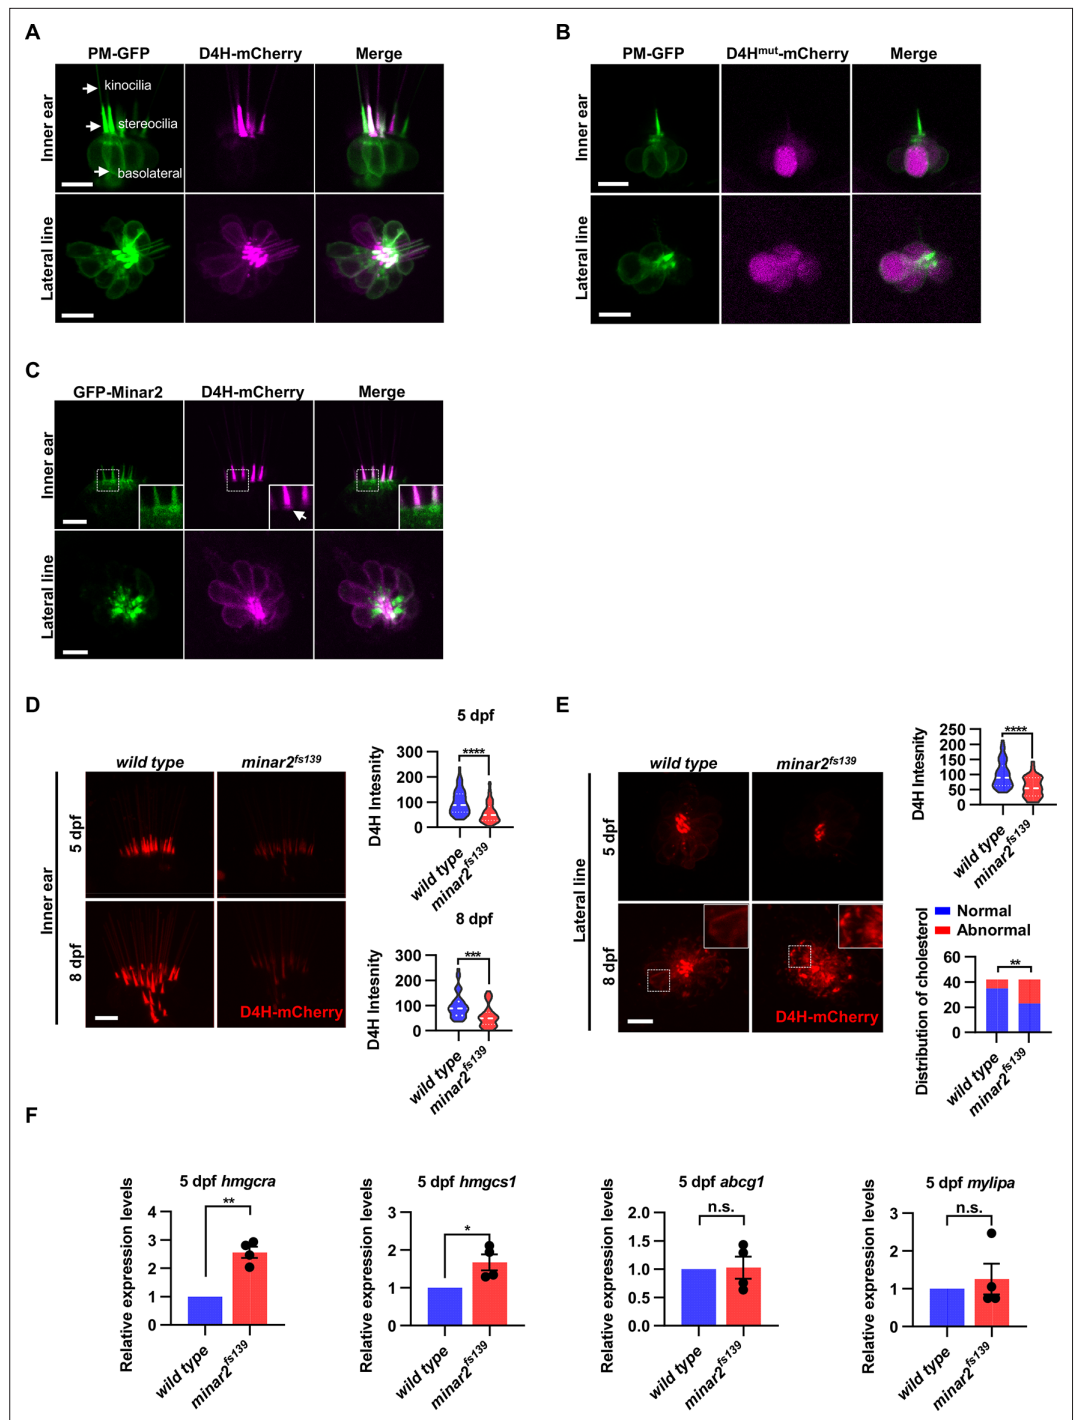 A
PM-GFP D4H-mCherry Merge
Inner ear
kinocilia
stereocilia
basolateral
Lateral line
B
PM-GFP D4Hmut-mCherry Merge
Inner ear
Lateral line
C
GFP-Minar2 D4H-mCherry Merge
Inner ear
Lateral line
D
wild type minar2fs139
Inner ear
5 dpf
8 dpf
D4H-mCherry
5 dpf
D4H Intesnity
300
200
100
0
****
wild type
minar2fs139
8 dpf
D4H Intesnity
300
200
100
0
***
wild type
minar2fs139
E
wild type minar2fs139
Lateral line
5 dpf
8 dpf
D4H-mCherry
D4H Intesnity
250
200
150
100
50
0
****
wild type
minar2fs139
Normal
Abnormal
Distribution of cholesterol
60
40
20
0
**
wild type
minar2fs139
F
5 dpf hmgcra
Relative expression levels
4
3
2
1
0
**
wild type
minar2fs139
5 dpf hmgcs1
Relative expression levels
3
2
1
0
*
wild type
minar2fs139
5 dpf abcg1
Relative expression levels
2.0
1.5
1.0
0.5
0.0
n.s.
wild type
minar2fs139
5 dpf mylipa
Relative expression levels
3
2
1
0
n.s.
wild type
minar2fs139